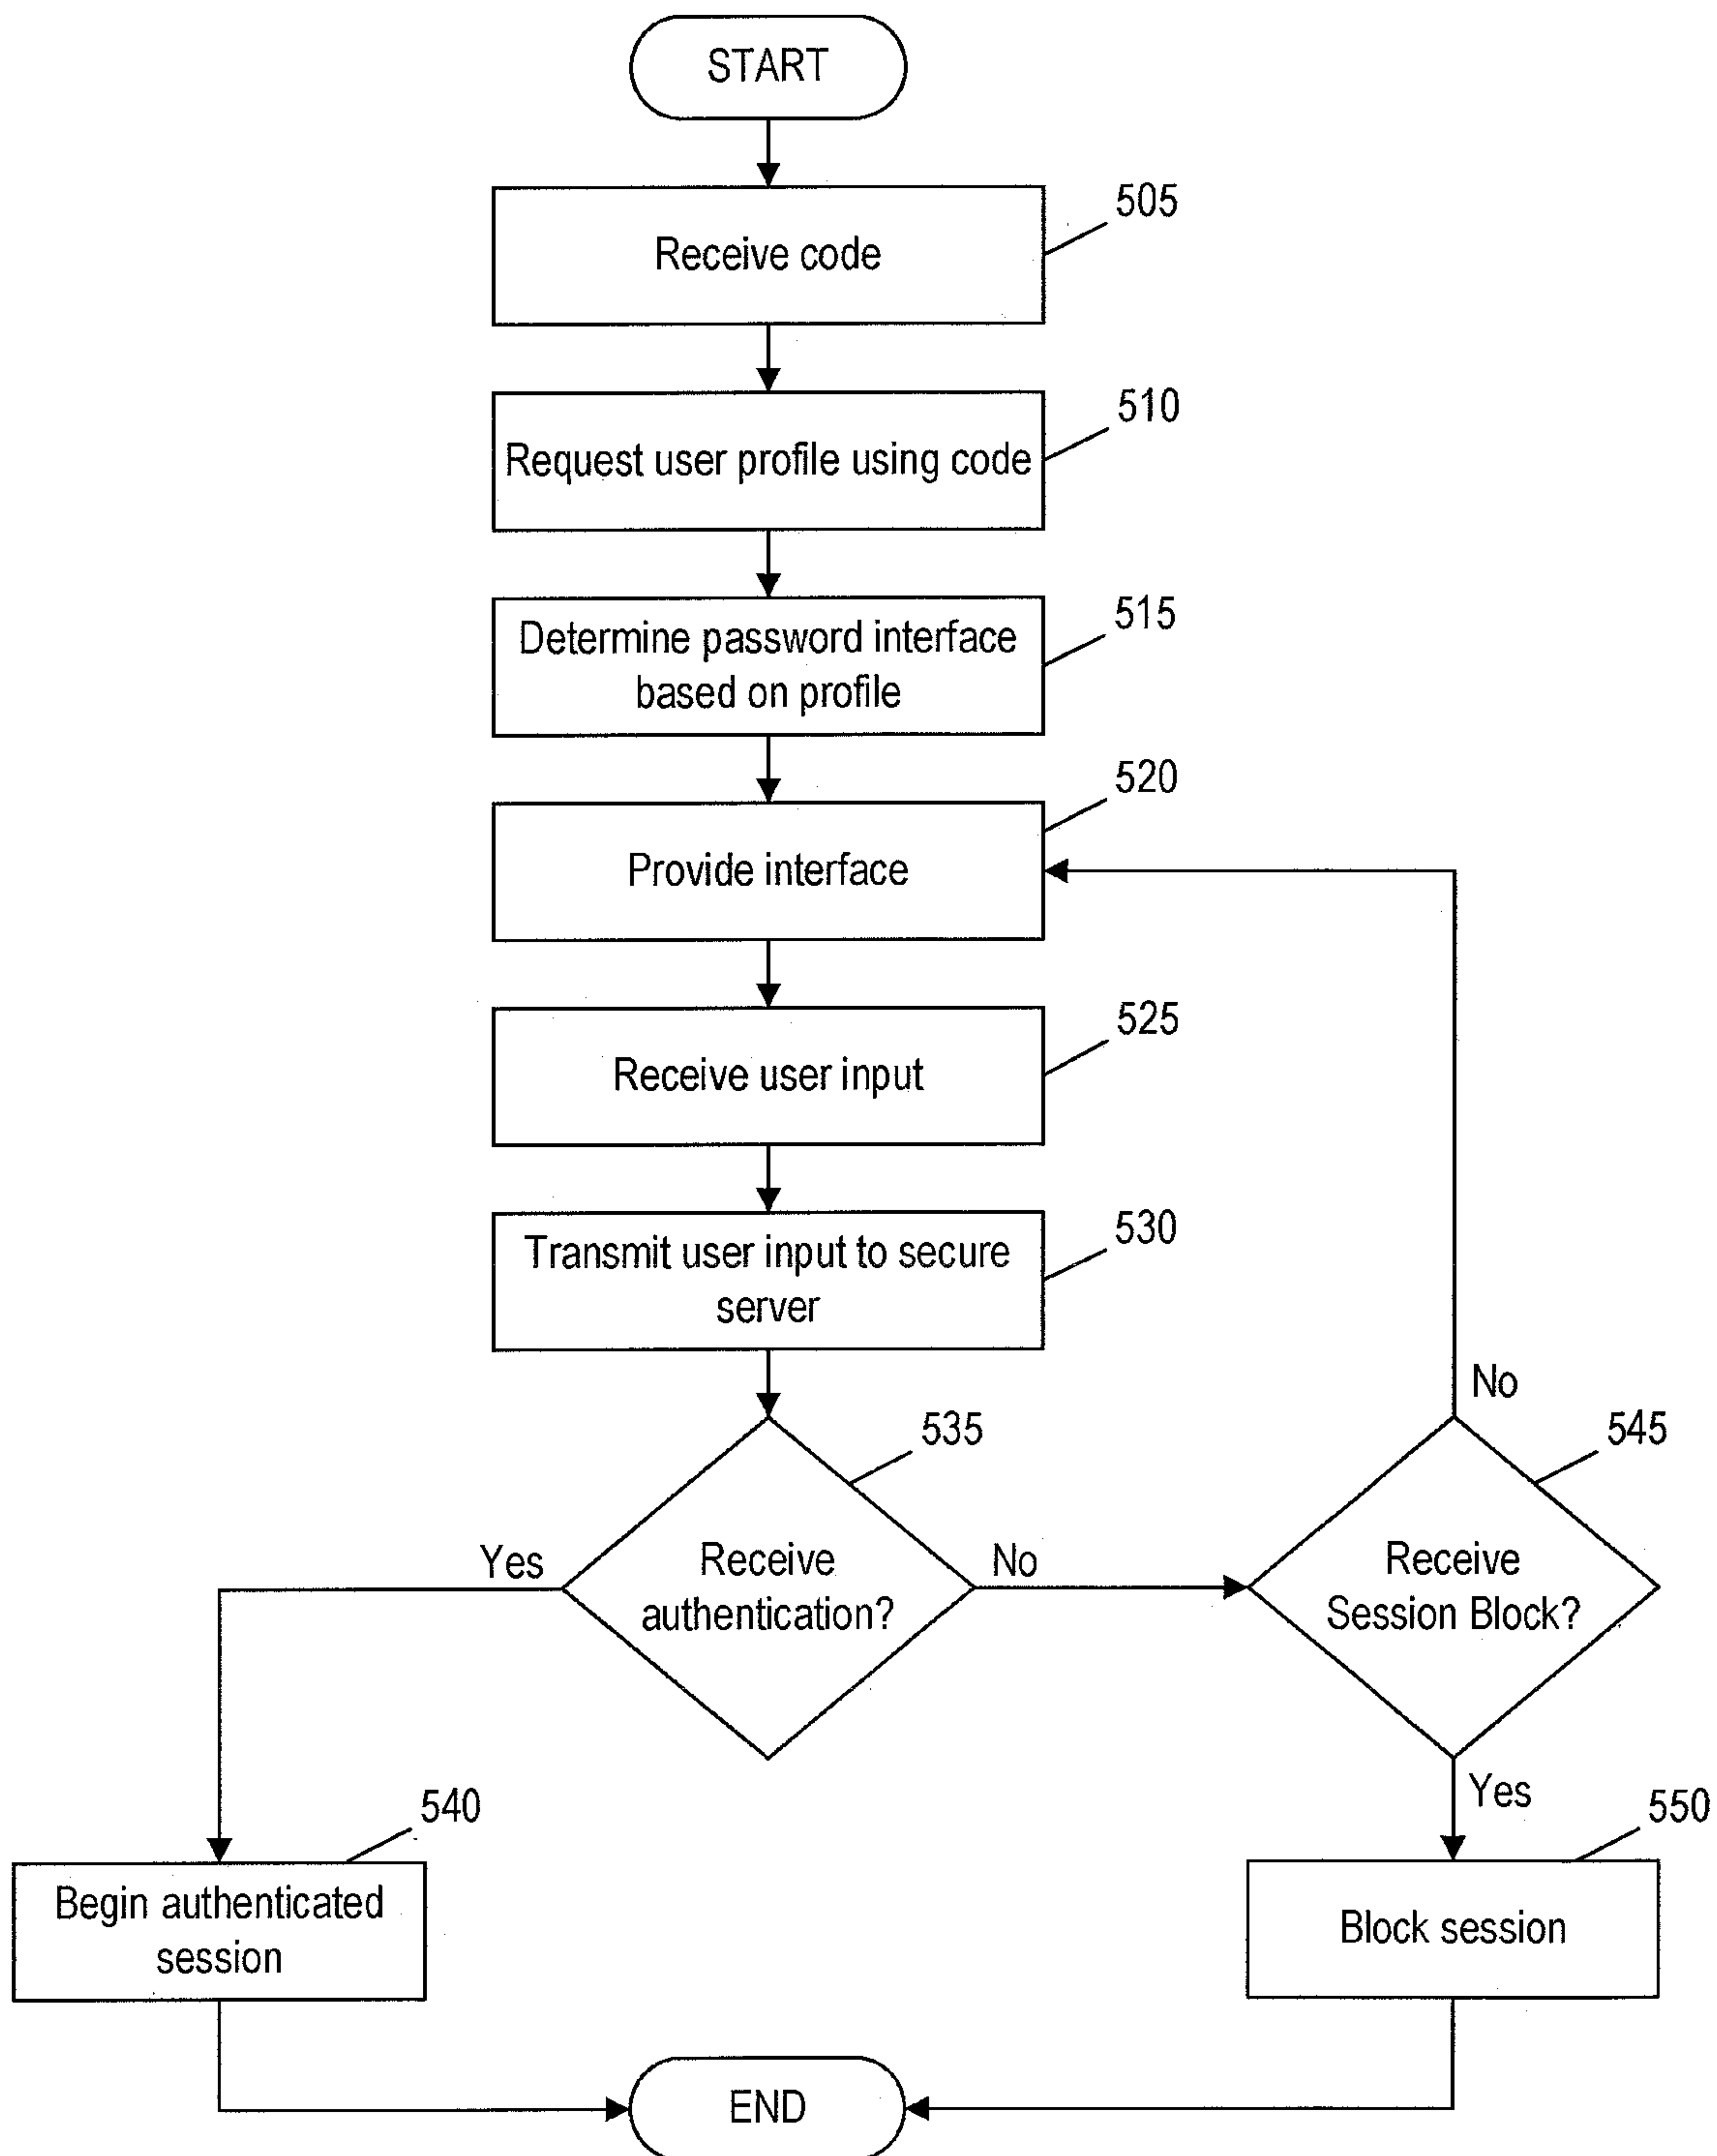 START
505
Receive code
510
Request user profile using code
515
Determine password interface
based on profile
520
Provide interface
525
Receive user input
530
Transmit user input to secure
server
535
Receive
authentication?
Yes
No
545
Receive
Session Block?
No
Yes
540
Begin authenticated
session
550
Block session
END